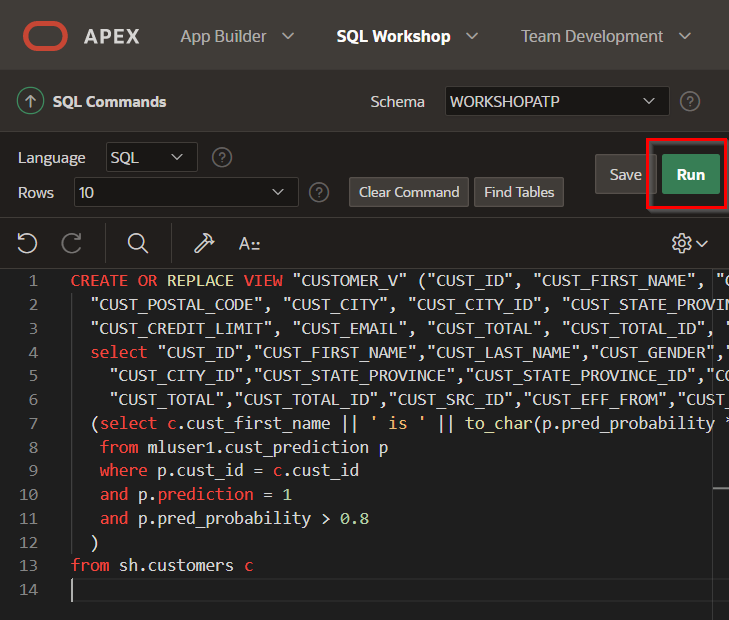 APEX App Builder SQL Workshop Team Development
SQL Commands Schema WORKSHOPATP
Language SQL
Rows 10 Clear Command Find Tables Save Run
A::
1 CREATE OR REPLACE VIEW "CUSTOMER_V" ("CUST_ID", "CUST_FIRST_NAME", "C
2 "CUST_POSTAL_CODE", "CUST_CITY", "CUST_CITY_ID", "CUST_STATE_PROVIN
3 "CUST_CREDIT_LIMIT", "CUST_EMAIL", "CUST_TOTAL", "CUST_TOTAL_ID", "
4 select "CUST_ID","CUST_FIRST_NAME","CUST_LAST_NAME","CUST_GENDER","
5 "CUST_CITY_ID","CUST_STATE_PROVINCE","CUST_STATE_PROVINCE_ID","CO
6 "CUST_TOTAL","CUST_TOTAL_ID","CUST_SRC_ID","CUST_EFF_FROM","CUST_
7 (select c.cust_first_name || ' is ' || to_char(p.pred_probability *
8 from mluser1.cust_prediction p
9 where p.cust_id = c.cust_id
10 and p.prediction = 1
11 and p.pred_probability > 0.8
12 )
13 from sh.customers c
14